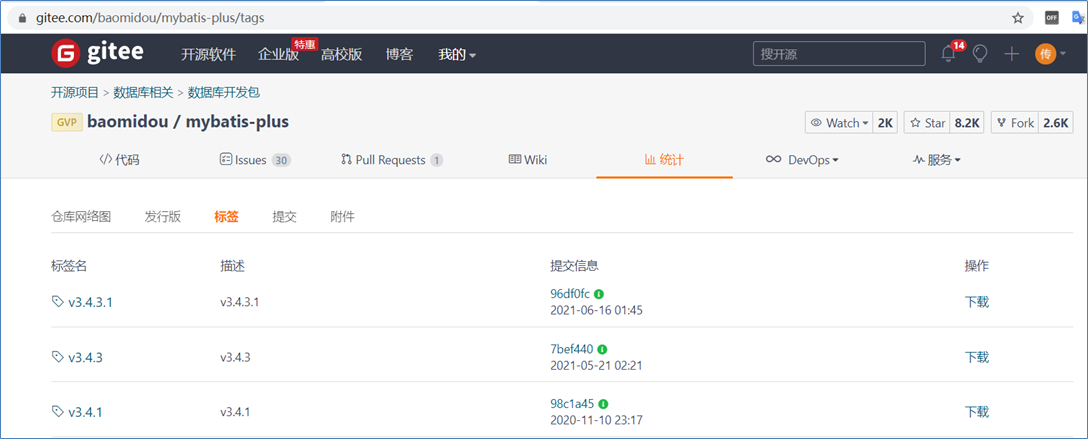 gitee.com/baomidou/mybatis-plus/tags
OFF
G gitee 开源软件 企业版 特惠 高校版 博客 我的 搜开源 14 传
开源项目 > 数据库相关 > 数据库开发包
GVP baomidou / mybatis-plus Watch 2K Star 8.2K Fork 2.6K
代码 Issues 30 Pull Requests 1 Wiki 统计 DevOps 服务
仓库网络图 发行版 标签 提交 附件
标签名 描述 提交信息 操作
v3.4.3.1 v3.4.3.1 96df0fc 下载
2021-06-16 01:45
v3.4.3 v3.4.3 7bef440 下载
2021-05-21 02:21
v3.4.1 v3.4.1 98c1a45 下载
2020-11-10 23:17